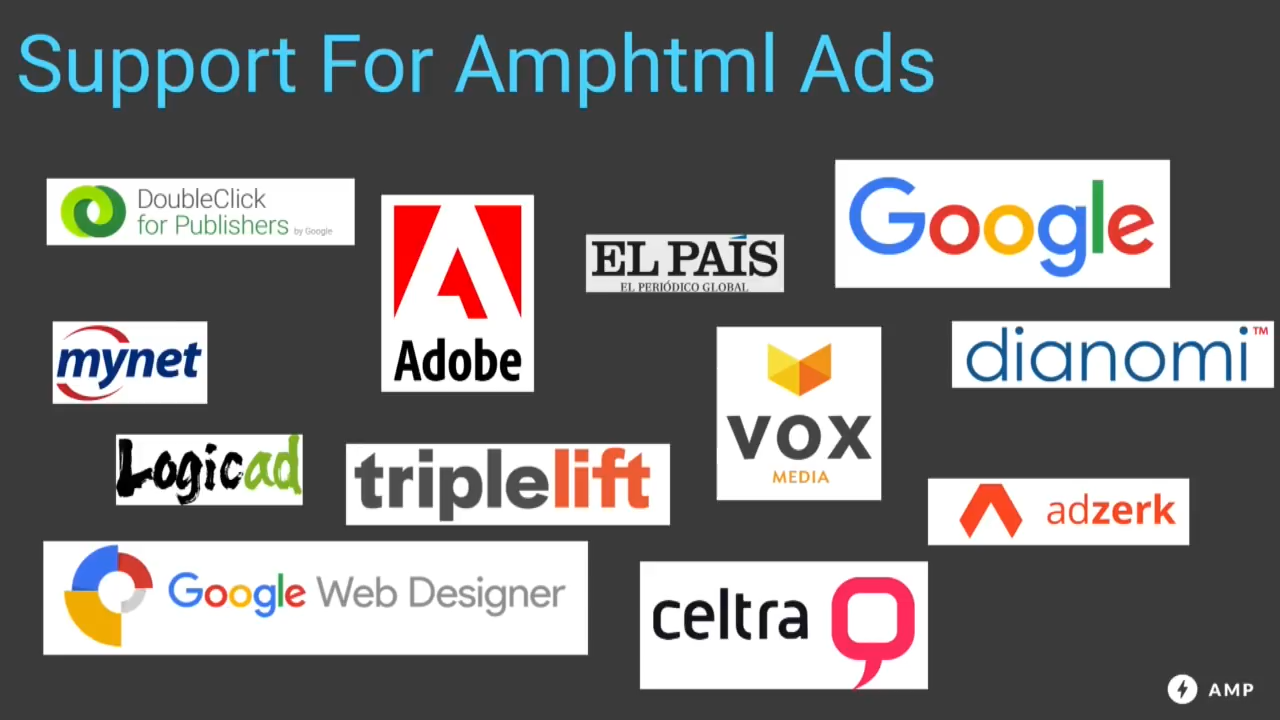 Support For Amphtml Ads
DoubleClick
for Publishers by Google
Adobe
EL PAÍS
EL PERIÓDICO GLOBAL
Google
mynet
VOX
MEDIA
dianomi™
Logicad
triplelift
adzerk
Google Web Designer
celtra
AMP